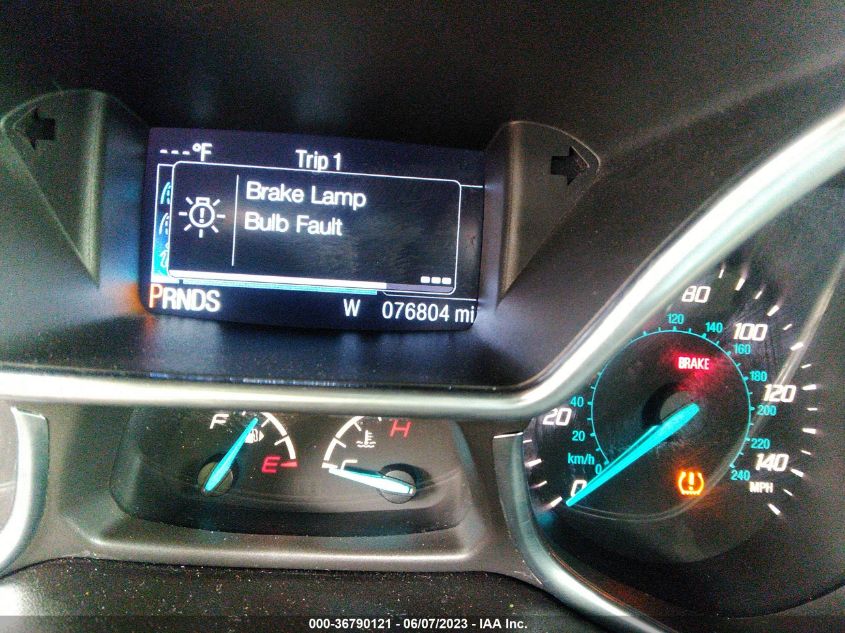 ---°F
Trip 1
Brake Lamp
Bulb Fault
PRNDS
W
076804 mi
F
E
H
C
0
20
80
100
120
140
MPH
0
20
40
120
140
160
180
200
220
240
km/h
BRAKE
000-36790121 - 06/07/2023 - IAA Inc.